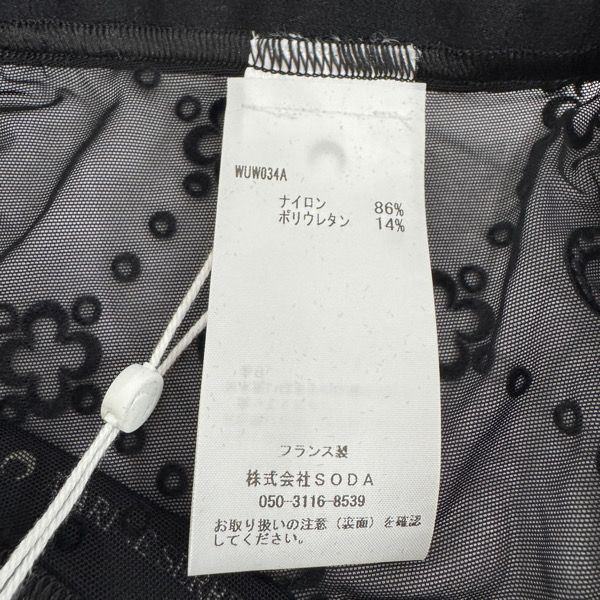 WUW034A
ナイロン 86%
ポリウレタン 14%
フランス製
株式会社SODA
050-3116-8539
お取り扱いの注意（裏面）を確認
してください。